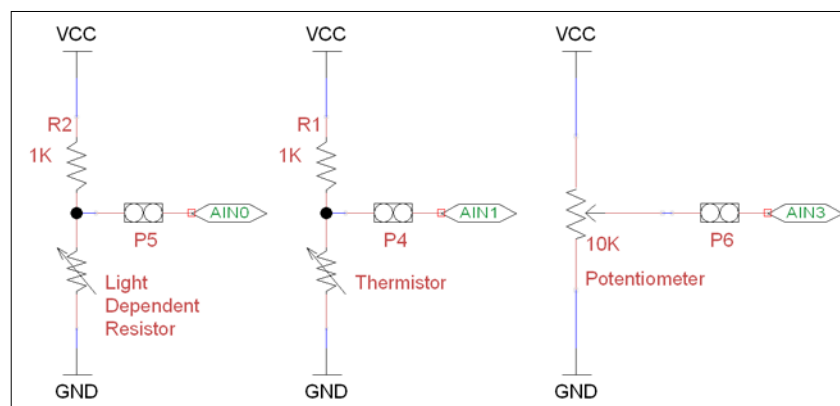 VCC
R2
1K
AIN0
P5
Light
Dependent
Resistor
GND
VCC
R1
1K
AIN1
P4
Thermistor
GND
VCC
AIN3
10K
P6
Potentiometer
GND